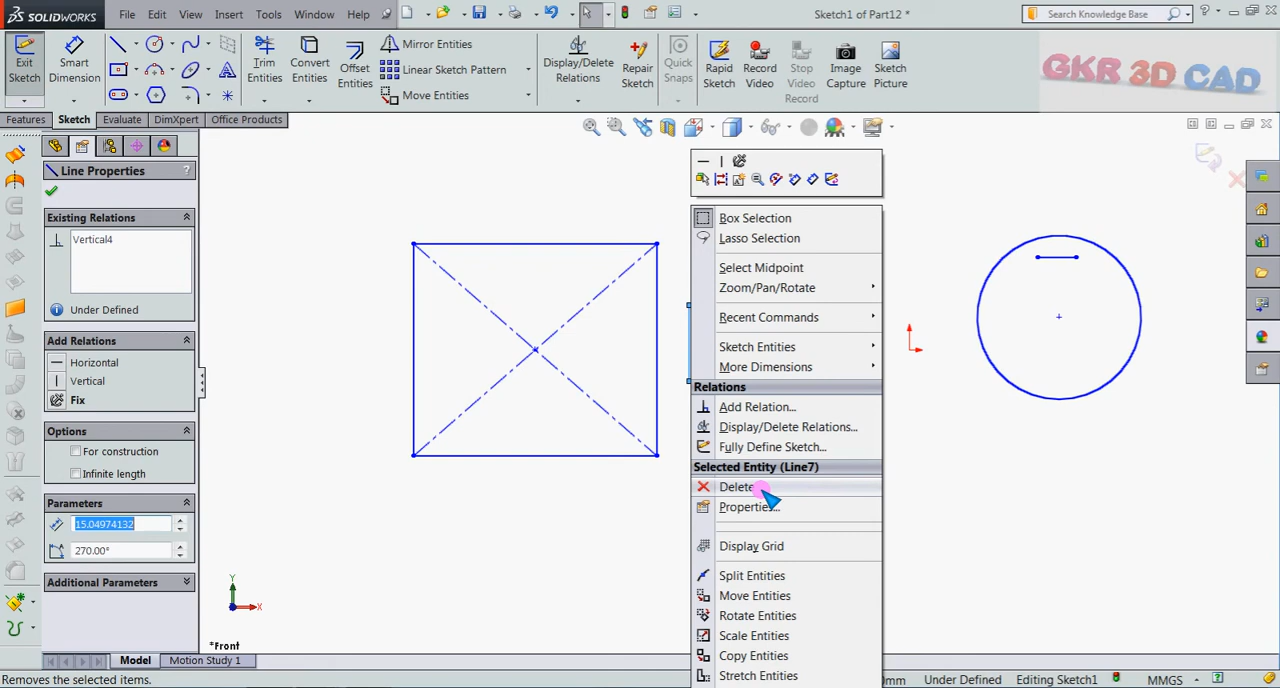 SOLIDWORKS
File Edit View Insert Tools Window Help
Sketch1 of Part12 *
Search Knowledge Base
Exit Sketch
Smart Dimension
Trim Entities
Convert Entities
Offset Entities
Mirror Entities
Linear Sketch Pattern
Move Entities
Display/Delete Relations
Repair Sketch
Quick Snaps
Rapid Sketch
Record Video
Stop Video Record
Image Capture
Sketch Picture
GKR 3D CAD
Features Sketch Evaluate DimXpert Office Products
Line Properties ?
Existing Relations
Vertical4
Under Defined
Add Relations
Horizontal
Vertical
Fix
Options
For construction
Infinite length
Parameters
15.04974132
270.00°
Additional Parameters
Box Selection
Lasso Selection
Select Midpoint
Zoom/Pan/Rotate
Recent Commands
Sketch Entities
More Dimensions
Relations
Add Relation...
Display/Delete Relations...
Fully Define Sketch...
Selected Entity (Line7)
Delete
Properties...
Display Grid
Split Entities
Move Entities
Rotate Entities
Scale Entities
Copy Entities
Stretch Entities
Y
X
*Front
Model Motion Study 1
Removes the selected items.
0mm Under Defined Editing Sketch1 MMGS